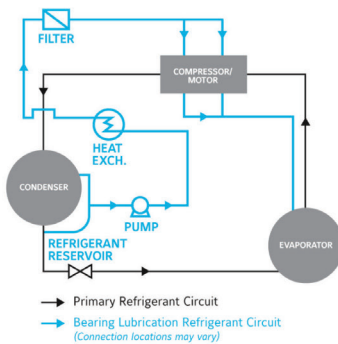 FILTER
COMPRESSOR/
MOTOR
HEAT
EXCH.
CONDENSER
PUMP
REFRIGERANT
RESERVOIR
EVAPORATOR
Primary Refrigerant Circuit
Bearing Lubrication Refrigerant Circuit
(Connection locations may vary)